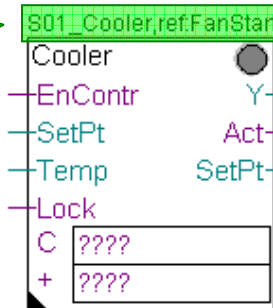 S01_Cooler,ref:FanStar
Cooler
EnContr Y
SetPt Act
Temp SetPt
Lock
C ????
+ ????